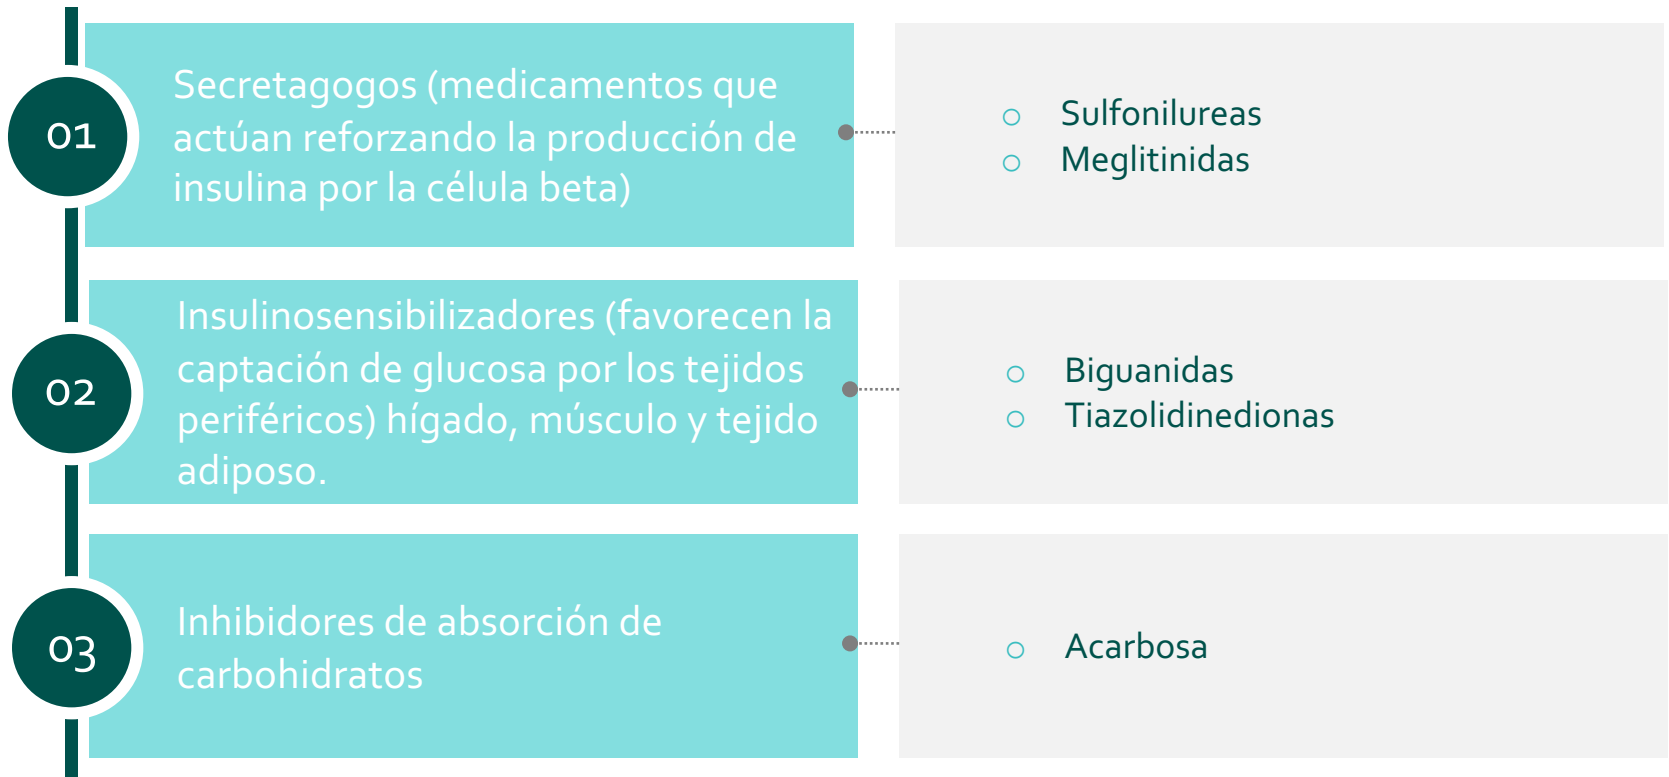 01
Secretagogos (medicamentos que
actúan reforzando la producción de
insulina por la célula beta)
o Sulfonilureas
o Meglitinidas
02
Insulinosensibilizadores (favorecen la
captación de glucosa por los tejidos
periféricos) hígado, músculo y tejido
adiposo.
o Biguanidas
o Tiazolidinedionas
03
Inhibidores de absorción de
carbohidratos
o Acarbosa